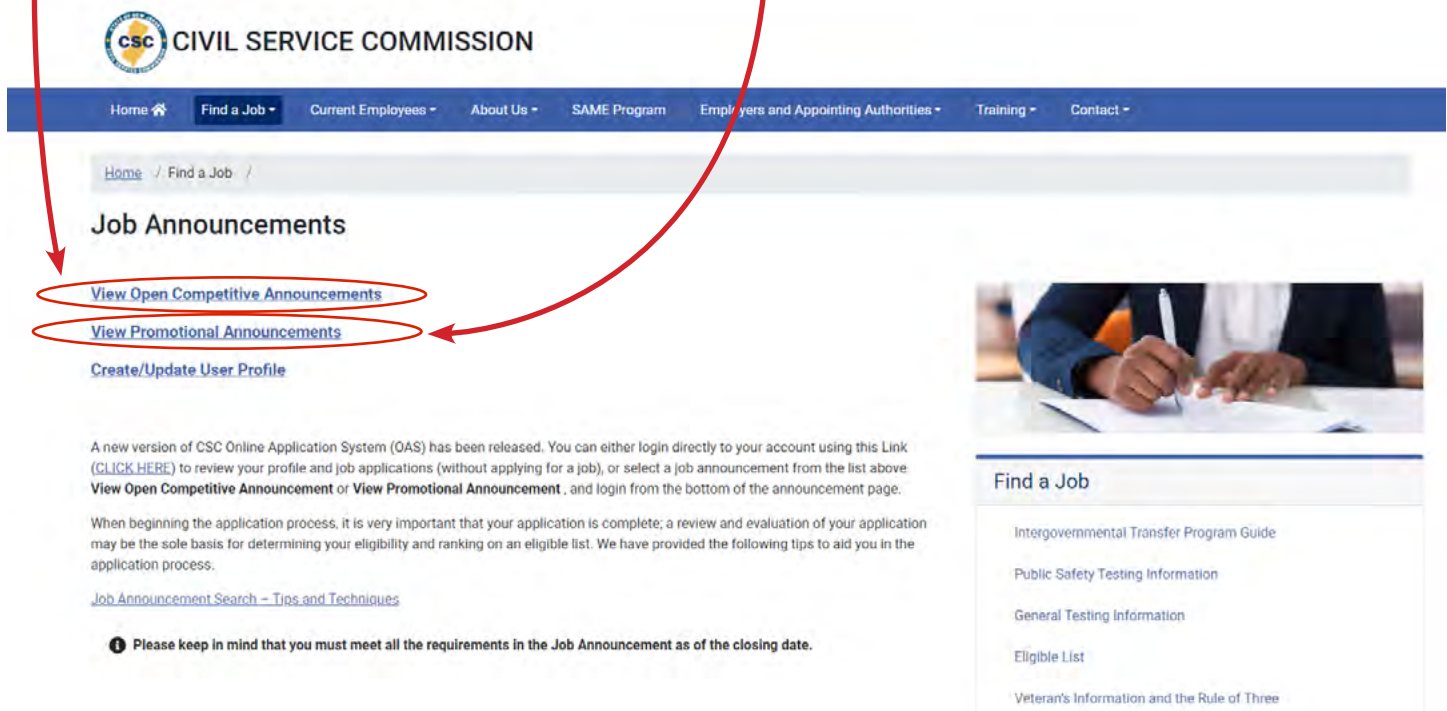 csc
CIVIL SERVICE COMMISSION
Home
Find a Job
Current Employees
About Us
SAME Program
Employers and Appointing Authorities
Training
Contact
Home / Find a Job /
Job Announcements
View Open Competitive Announcements
View Promotional Announcements
Create/Update User Profile
A new version of CSC Online Application System (OAS) has been released. You can either login directly to your account using this Link
(CLICK HERE) to review your profile and job applications (without applying for a job), or select a job announcement from the list above
View Open Competitive Announcement or View Promotional Announcement , and login from the bottom of the announcement page.
When beginning the application process, it is very important that your application is complete; a review and evaluation of your application
may be the sole basis for determining your eligibility and ranking on an eligible list. We have provided the following tips to aid you in the
application process.
Job Announcement Search – Tips and Techniques
Please keep in mind that you must meet all the requirements in the Job Announcement as of the closing date.
Find a Job
Intergovernmental Transfer Program Guide
Public Safety Testing Information
General Testing Information
Eligible List
Veteran's Information and the Rule of Three